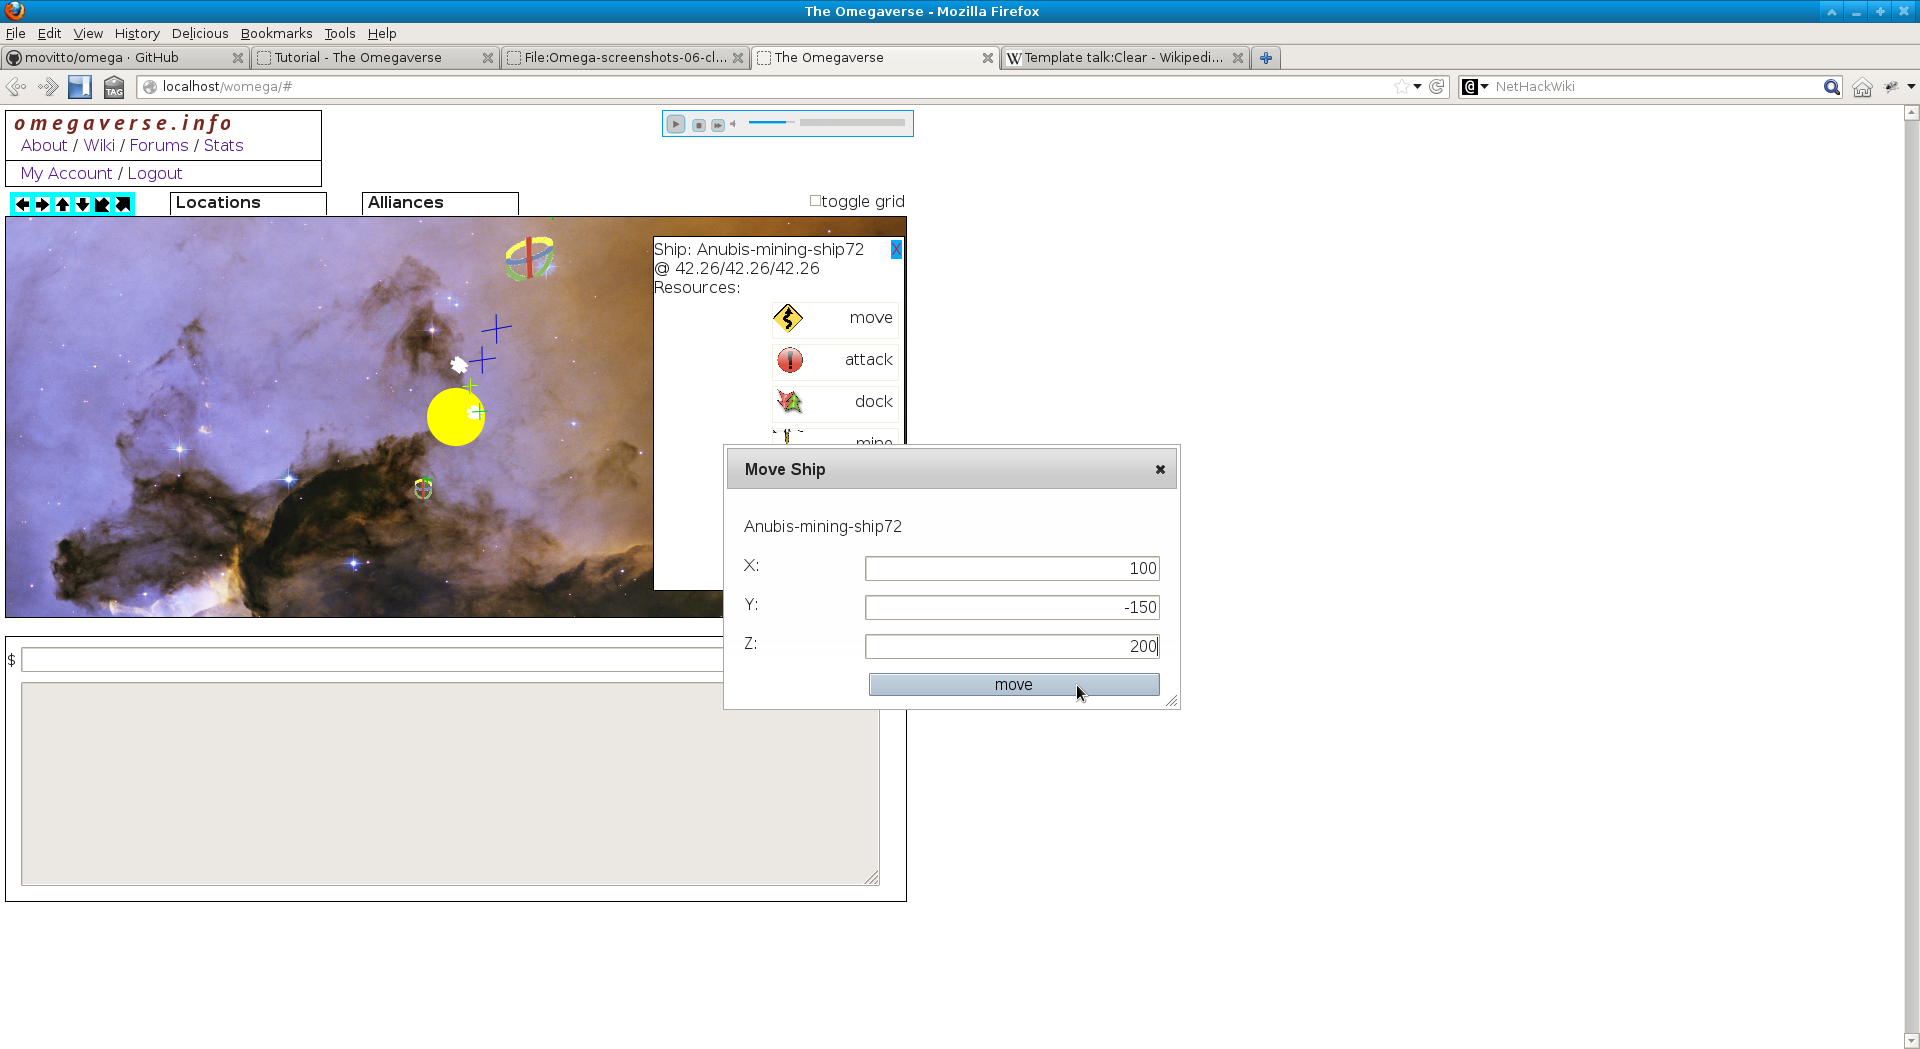 The Omegaverse - Mozilla Firefox
File Edit View History Delicious Bookmarks Tools Help
movitto/omega · GitHub
Tutorial - The Omegaverse
File:Omega-screenshots-06-cl...
The Omegaverse
W Template talk:Clear - Wikipedi...
TAG
localhost/womega/#
@ NetHackWiki
omegaverse.info
About / Wiki / Forums / Stats
My Account / Logout
Locations
Alliances
toggle grid
Ship: Anubis-mining-ship72 X
@ 42.26/42.26/42.26
Resources:
move
attack
dock
mine
Move Ship
Anubis-mining-ship72
X: 100
Y: -150
Z: 200
move
$